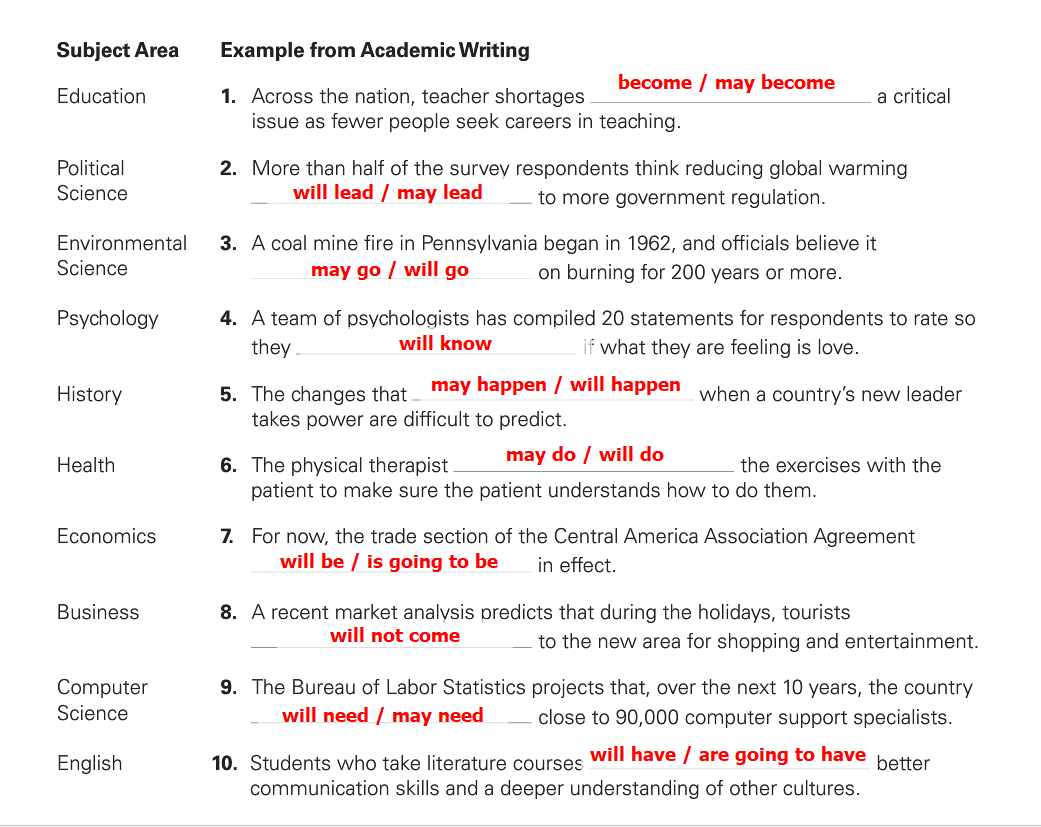 Subject Area Example from Academic Writing
Education 1. Across the nation, teacher shortages become / may become a critical
issue as fewer people seek careers in teaching.
Political 2. More than half of the survey respondents think reducing global warming
Science will lead / may lead to more government regulation.
Environmental 3. A coal mine fire in Pennsylvania began in 1962, and officials believe it
Science may go / will go on burning for 200 years or more.
Psychology 4. A team of psychologists has compiled 20 statements for respondents to rate so
they will know if what they are feeling is love.
History 5. The changes that may happen / will happen when a country's new leader
takes power are difficult to predict.
Health 6. The physical therapist may do / will do the exercises with the
patient to make sure the patient understands how to do them.
Economics 7. For now, the trade section of the Central America Association Agreement
will be / is going to be in effect.
Business 8. A recent market analysis predicts that during the holidays, tourists
will not come to the new area for shopping and entertainment.
Computer 9. The Bureau of Labor Statistics projects that, over the next 10 years, the country
Science will need / may need close to 90,000 computer support specialists.
English 10. Students who take literature courses will have / are going to have better
communication skills and a deeper understanding of other cultures.